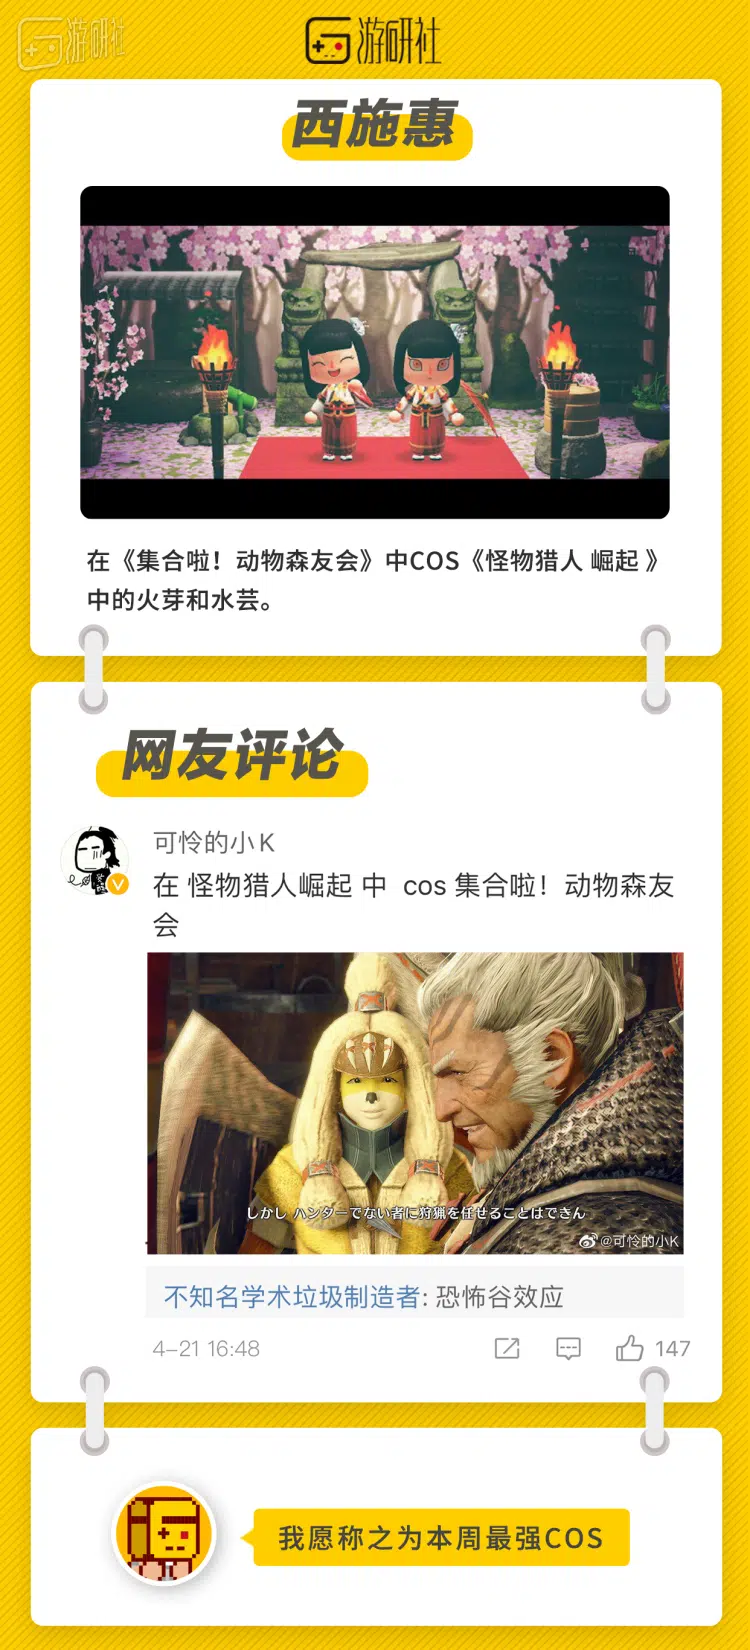 游研社
游研社
西施惠
在《集合啦！动物森友会》中COS《怪物猎人 崛起 》
中的火芽和水芸。
网友评论
可怜的小K
在 怪物猎人崛起 中 cos 集合啦！动物森友
会
しかし ハンターでない者に狩猟を任せることはできん
@可怜的小K
不知名学术垃圾制造者: 恐怖谷效应
4-21 16:48
147
我愿称之为本周最强COS